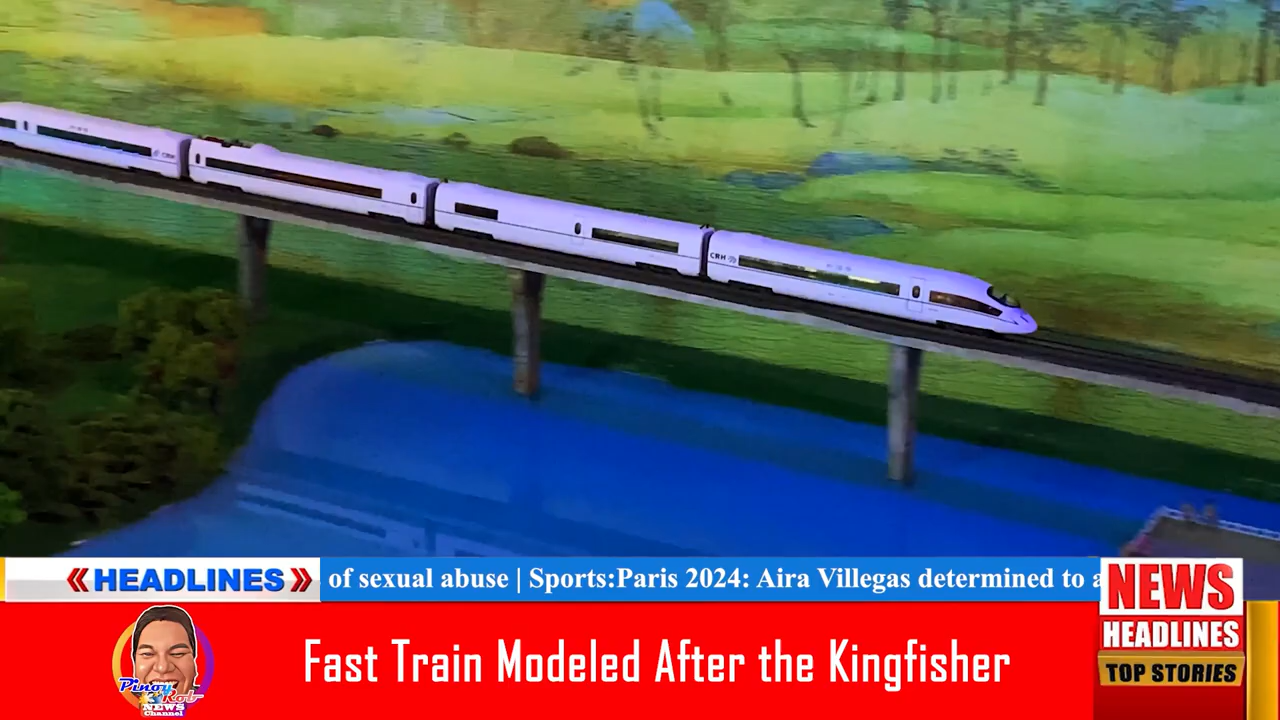 CRH
CRH
HEADLINES
of sexual abuse | Sports:Paris 2024: Aira Villegas determined to a
NEWS
HEADLINES
TOP STORIES
Fast Train Modeled After the Kingfisher
Pinoy
Rob
NEWS
Channel